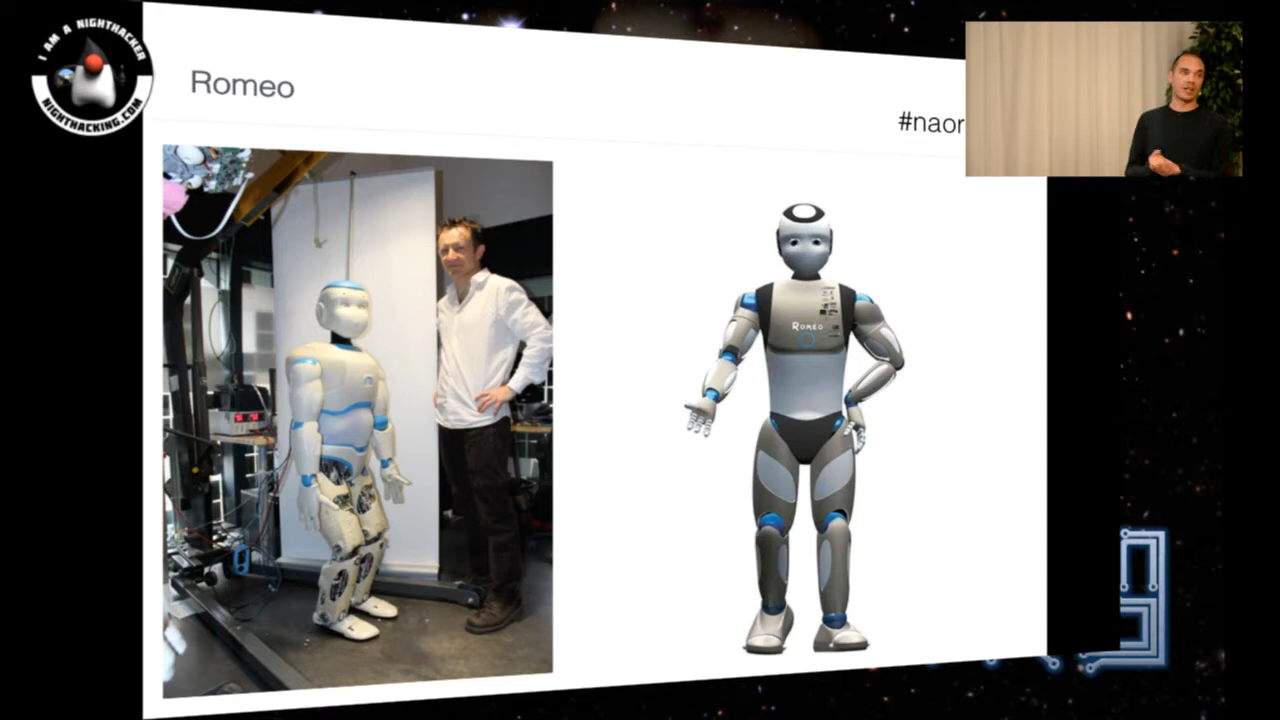 I AM A NIGHTHACKER
NIGHTHACKING.COM
Romeo
#naor
ROMEO